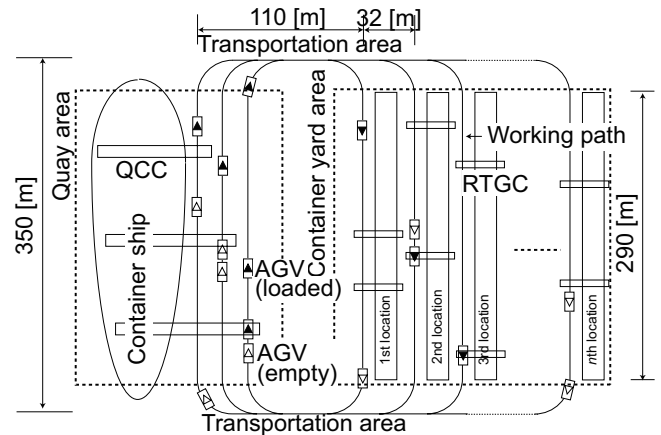 110 [m]
32 [m]
Transportation area
Quay area
Container yard area
350 [m]
QCC
Working path
RTGC
290 [m]
Container ship
AGV
(loaded)
AGV
(empty)
1st location
2nd location
3rd location
nth location
Transportation area